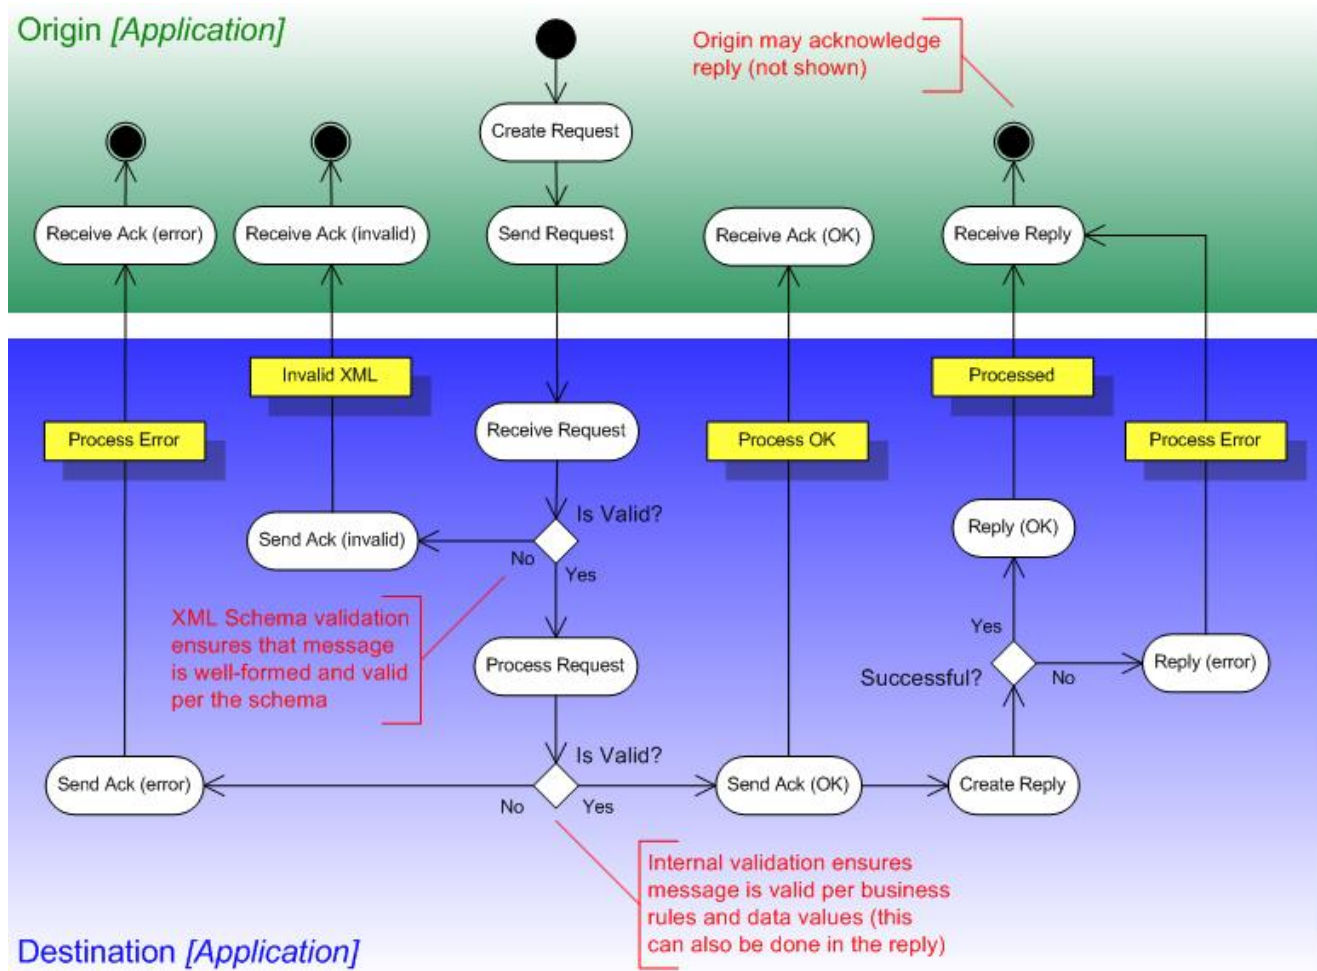 Origin [Application]
Origin may acknowledge
reply (not shown)
Create Request
Receive Ack (error)
Receive Ack (invalid)
Send Request
Receive Ack (OK)
Receive Reply
Invalid XML
Processed
Process Error
Receive Request
Process OK
Process Error
Is Valid?
Send Ack (invalid)
No
Yes
Reply (OK)
XML Schema validation
ensures that message
is well-formed and valid
per the schema
Process Request
Yes
Successful?
No
Reply (error)
Is Valid?
Send Ack (error)
No
Yes
Send Ack (OK)
Create Reply
Internal validation ensures
message is valid per business
rules and data values (this
can also be done in the reply)
Destination [Application]